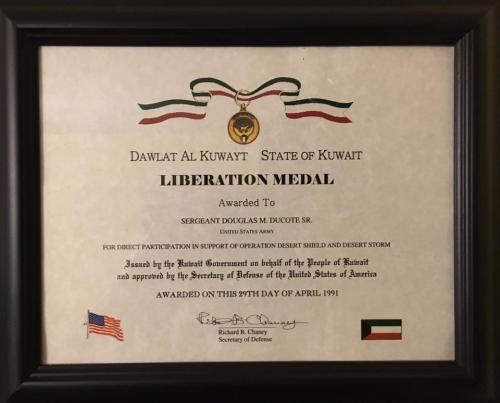 DAWLAT AL KUWAYT STATE OF KUWAIT
LIBERATION MEDAL
Awarded To
SERGEANT DOUGLAS M. DUCOTE SR.
UNITED STATES ARMY
FOR DIRECT PARTICIPATION IN SUPPORT OF OPERATION DESERT SHIELD AND DESERT STORM
Issued by the Kuwait Government on behalf of the People of Kuwait
and approved by the Secretary of Defense of the United States of America
AWARDED ON THIS 29TH DAY OF APRIL 1991
Richard B. Chaney
Secretary of Defense